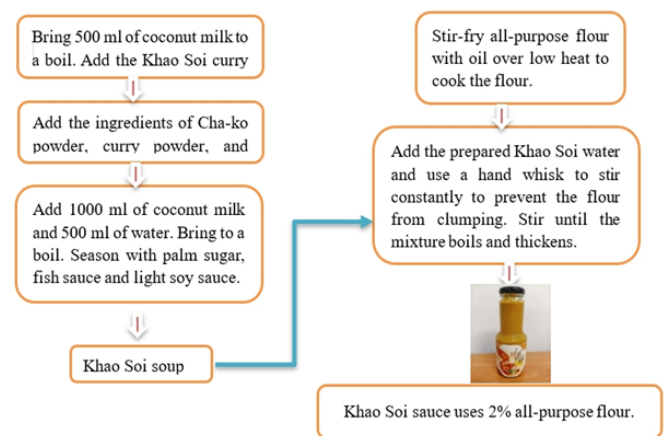 Bring 500 ml of coconut milk to
a boil. Add the Khao Soi curry
Add the ingredients of Cha-ko
powder, curry powder, and
Add 1000 ml of coconut milk
and 500 ml of water. Bring to a
boil. Season with palm sugar,
fish sauce and light soy sauce.
Khao Soi soup
Stir-fry all-purpose flour
with oil over low heat to
cook the flour.
Add the prepared Khao Soi water
and use a hand whisk to stir
constantly to prevent the flour
from clumping. Stir until the
mixture boils and thickens.
Khao Soi sauce uses 2% all-purpose flour.